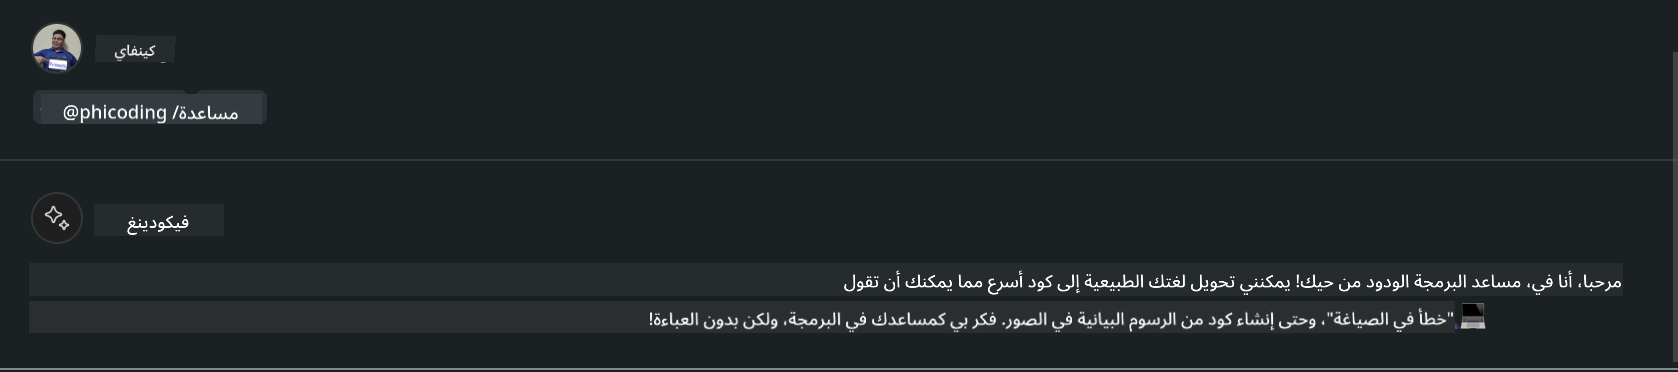 كينفاي
@phicoding /مساعدة
فيكودينغ
مرحبا، أنا في، مساعد البرمجة الودود من حيك! يمكنني تحويل لغتك الطبيعية إلى كود أسرع مما يمكنك أن تقول
"خطأ في الصياغة"، وحتى إنشاء كود من الرسوم البيانية في الصور. فكر بي كمساعدك في البرمجة، ولكن بدون العباءة!